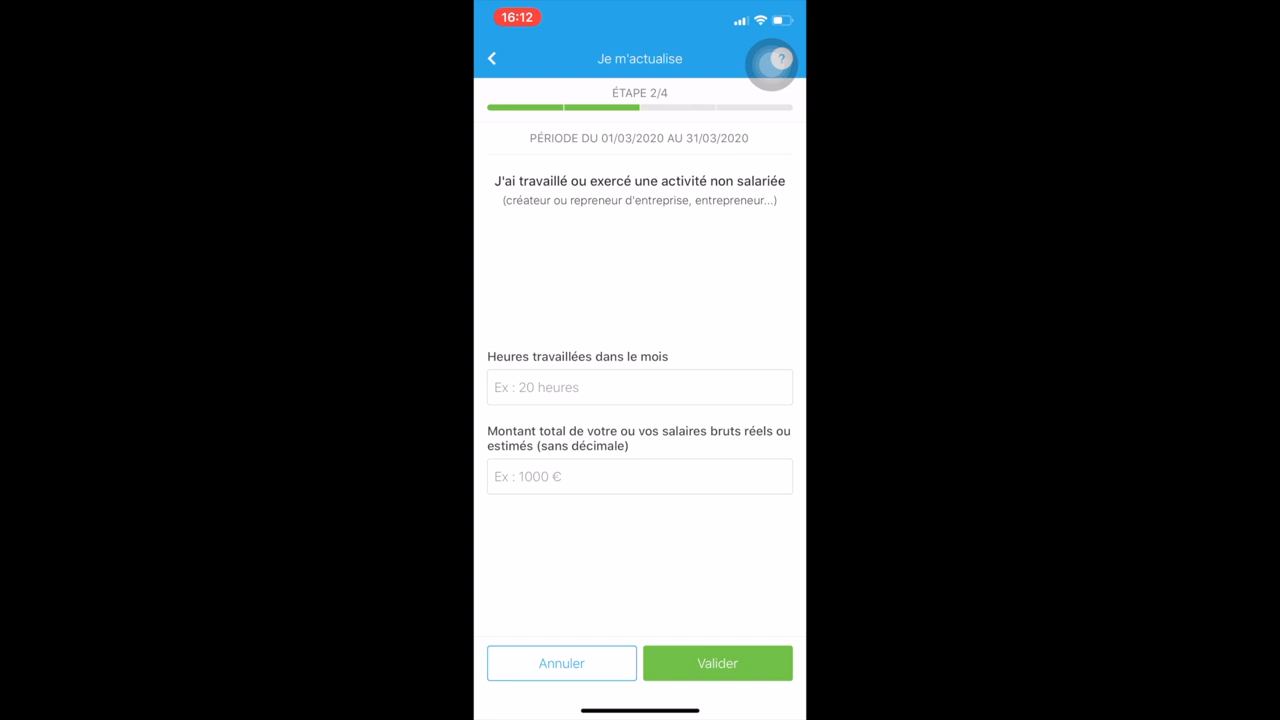 16:12
Je m'actualise
?
ÉTAPE 2/4
PÉRIODE DU 01/03/2020 AU 31/03/2020
J'ai travaillé ou exercé une activité non salariée
(créateur ou repreneur d'entreprise, entrepreneur...)
Heures travaillées dans le mois
Ex : 20 heures
Montant total de votre ou vos salaires bruts réels ou
estimés (sans décimale)
Ex : 1000 €
Annuler
Valider